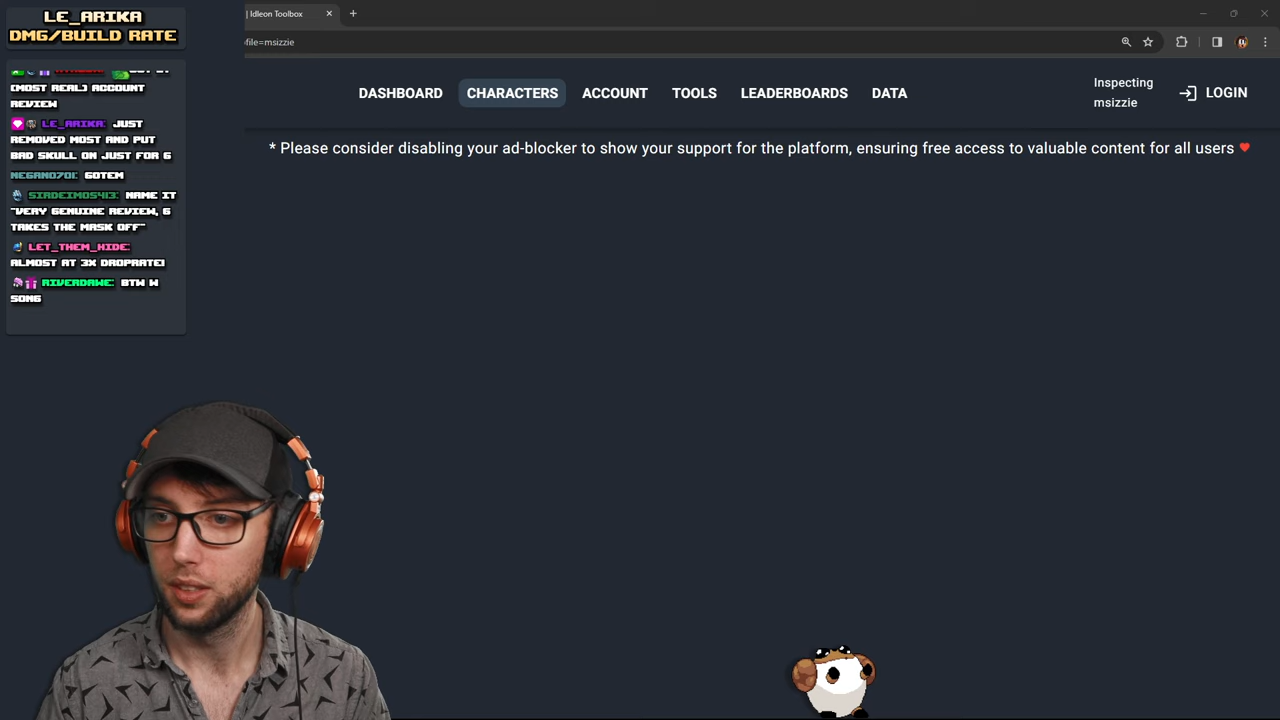 LE_ARIKA
DMG/BUILD RATE
| Idleon Toolbox
ofile=msizzie
(MOST REAL) ACCOUNT
REVIEW
LE_ARIKA: JUST
REMOVED MOST AND PUT
BAD SKULL ON JUST FOR 6
NEGANO701: GOTEM
SIRDEIMOS413: NAME IT
"VERY GENUINE REVIEW, 6
TAKES THE MASK OFF"
LET_THEM_HIDE:
ALMOST AT 3X DROPRATE!
RIVERDAWE: BTW W
SONG
DASHBOARD
CHARACTERS
ACCOUNT
TOOLS
LEADERBOARDS
DATA
Inspecting
msizzie
LOGIN
* Please consider disabling your ad-blocker to show your support for the platform, ensuring free access to valuable content for all users